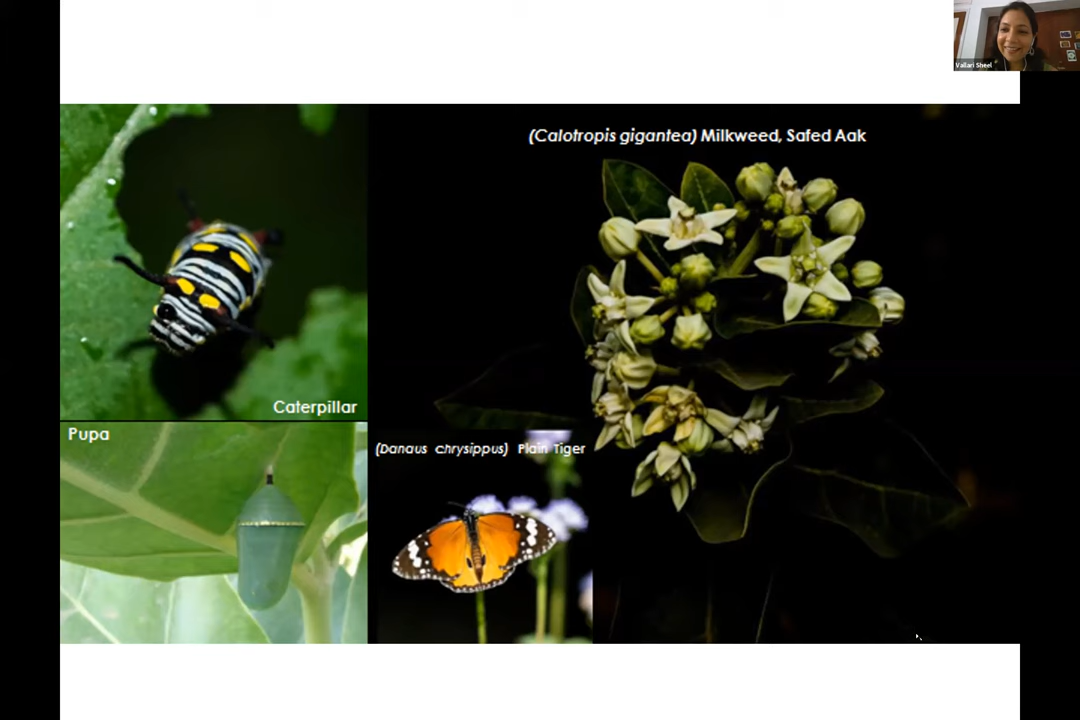 Vallari Sheel
(Calotropis gigantea) Milkweed, Safed Aak
Caterpillar
Pupa
(Danaus chrysippus) Plain Tiger